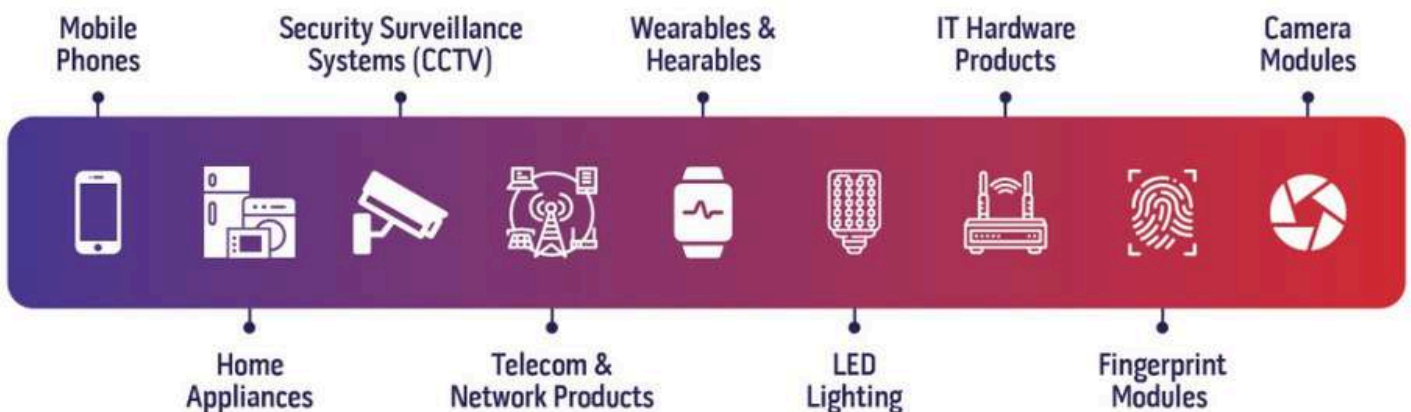 Mobile
Phones
Security Surveillance
Systems (CCTV)
Wearables &
Hearables
IT Hardware
Products
Camera
Modules
Home
Appliances
Telecom &
Network Products
LED
Lighting
Fingerprint
Modules